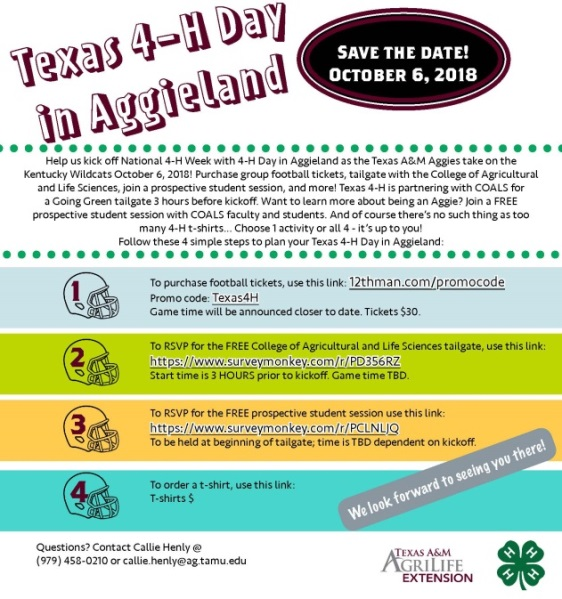 Texas 4-H Day
in Aggieland
SAVE THE DATE!
OCTOBER 6, 2018
Help us kick off National 4-H Week with 4-H Day in Aggieland as the Texas A&M Aggies take on the
Kentucky Wildcats October 6, 2018! Purchase group football tickets, tailgate with the College of Agricultural
and Life Sciences, join a prospective student session, and more! Texas 4-H is partnering with COALS for
a Going Green tailgate 3 hours before kickoff. Want to learn more about being an Aggie? Join a FREE
prospective student session with COALS faculty and students. And of course there's no such thing as too
many 4-H t-shirts... Choose 1 activity or all 4 - it's up to you!
Follow these 4 simple steps to plan your Texas 4-H Day in Aggieland:
1
To purchase football tickets, use this link: 12thman.com/promocode
Promo code: Texas4H
Game time will be announced closer to date. Tickets $30.
2
To RSVP for the FREE College of Agricultural and Life Sciences tailgate, use this link:
https://www.surveymonkey.com/r/PD356RZ
Start time is 3 HOURS prior to kickoff. Game time TBD.
3
To RSVP for the FREE prospective student session use this link:
https://www.surveymonkey.com/r/PCLNLJQ
To be held at beginning of tailgate; time is TBD dependent on kickoff.
4
To order a t-shirt, use this link:
T-shirts $
We look forward to seeing you there!
Questions? Contact Callie Henly @
(979) 458-0210 or callie.henly@ag.tamu.edu
TEXAS A&M
AGRILIFE
EXTENSION
H H H H